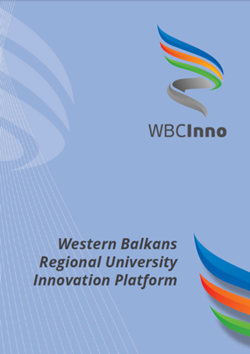 WBCInno
Western Balkans
Regional University
Innovation Platform